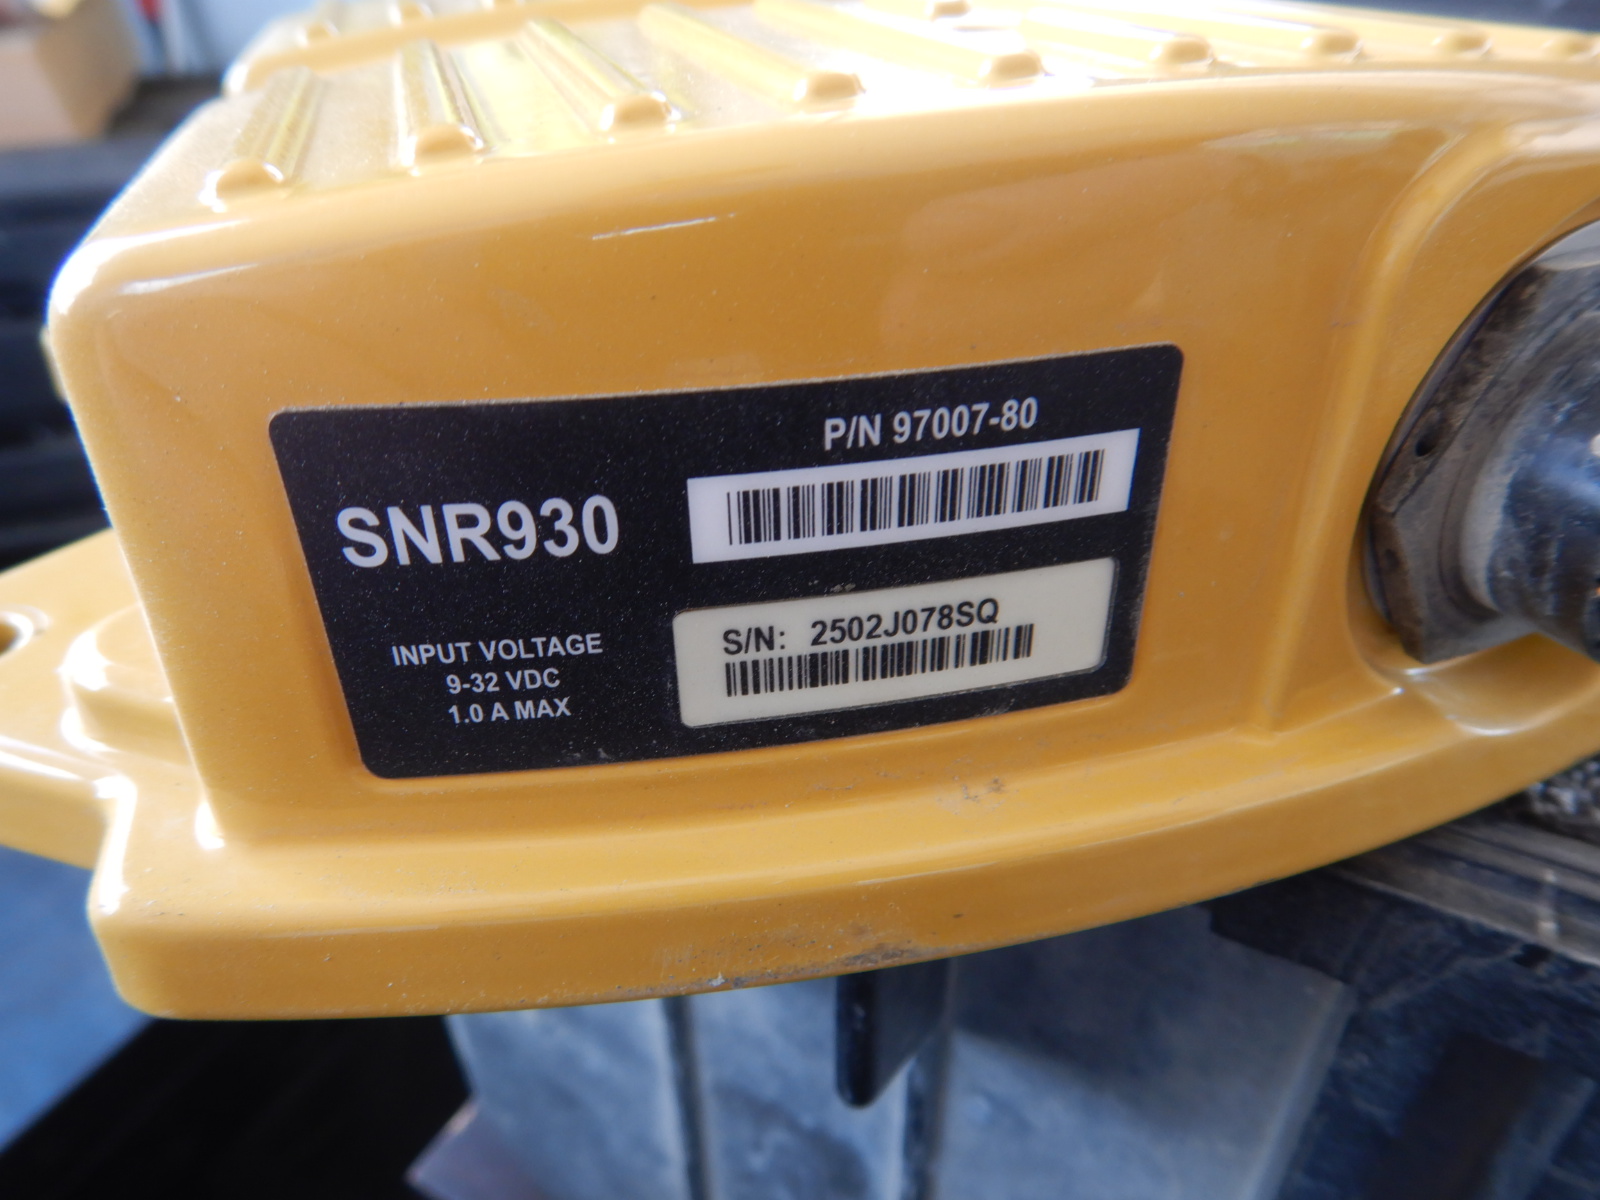 SNR930
INPUT VOLTAGE
9-32 VDC
1.0 A MAX
P/N 97007-80
S/N: 2502J078SQ